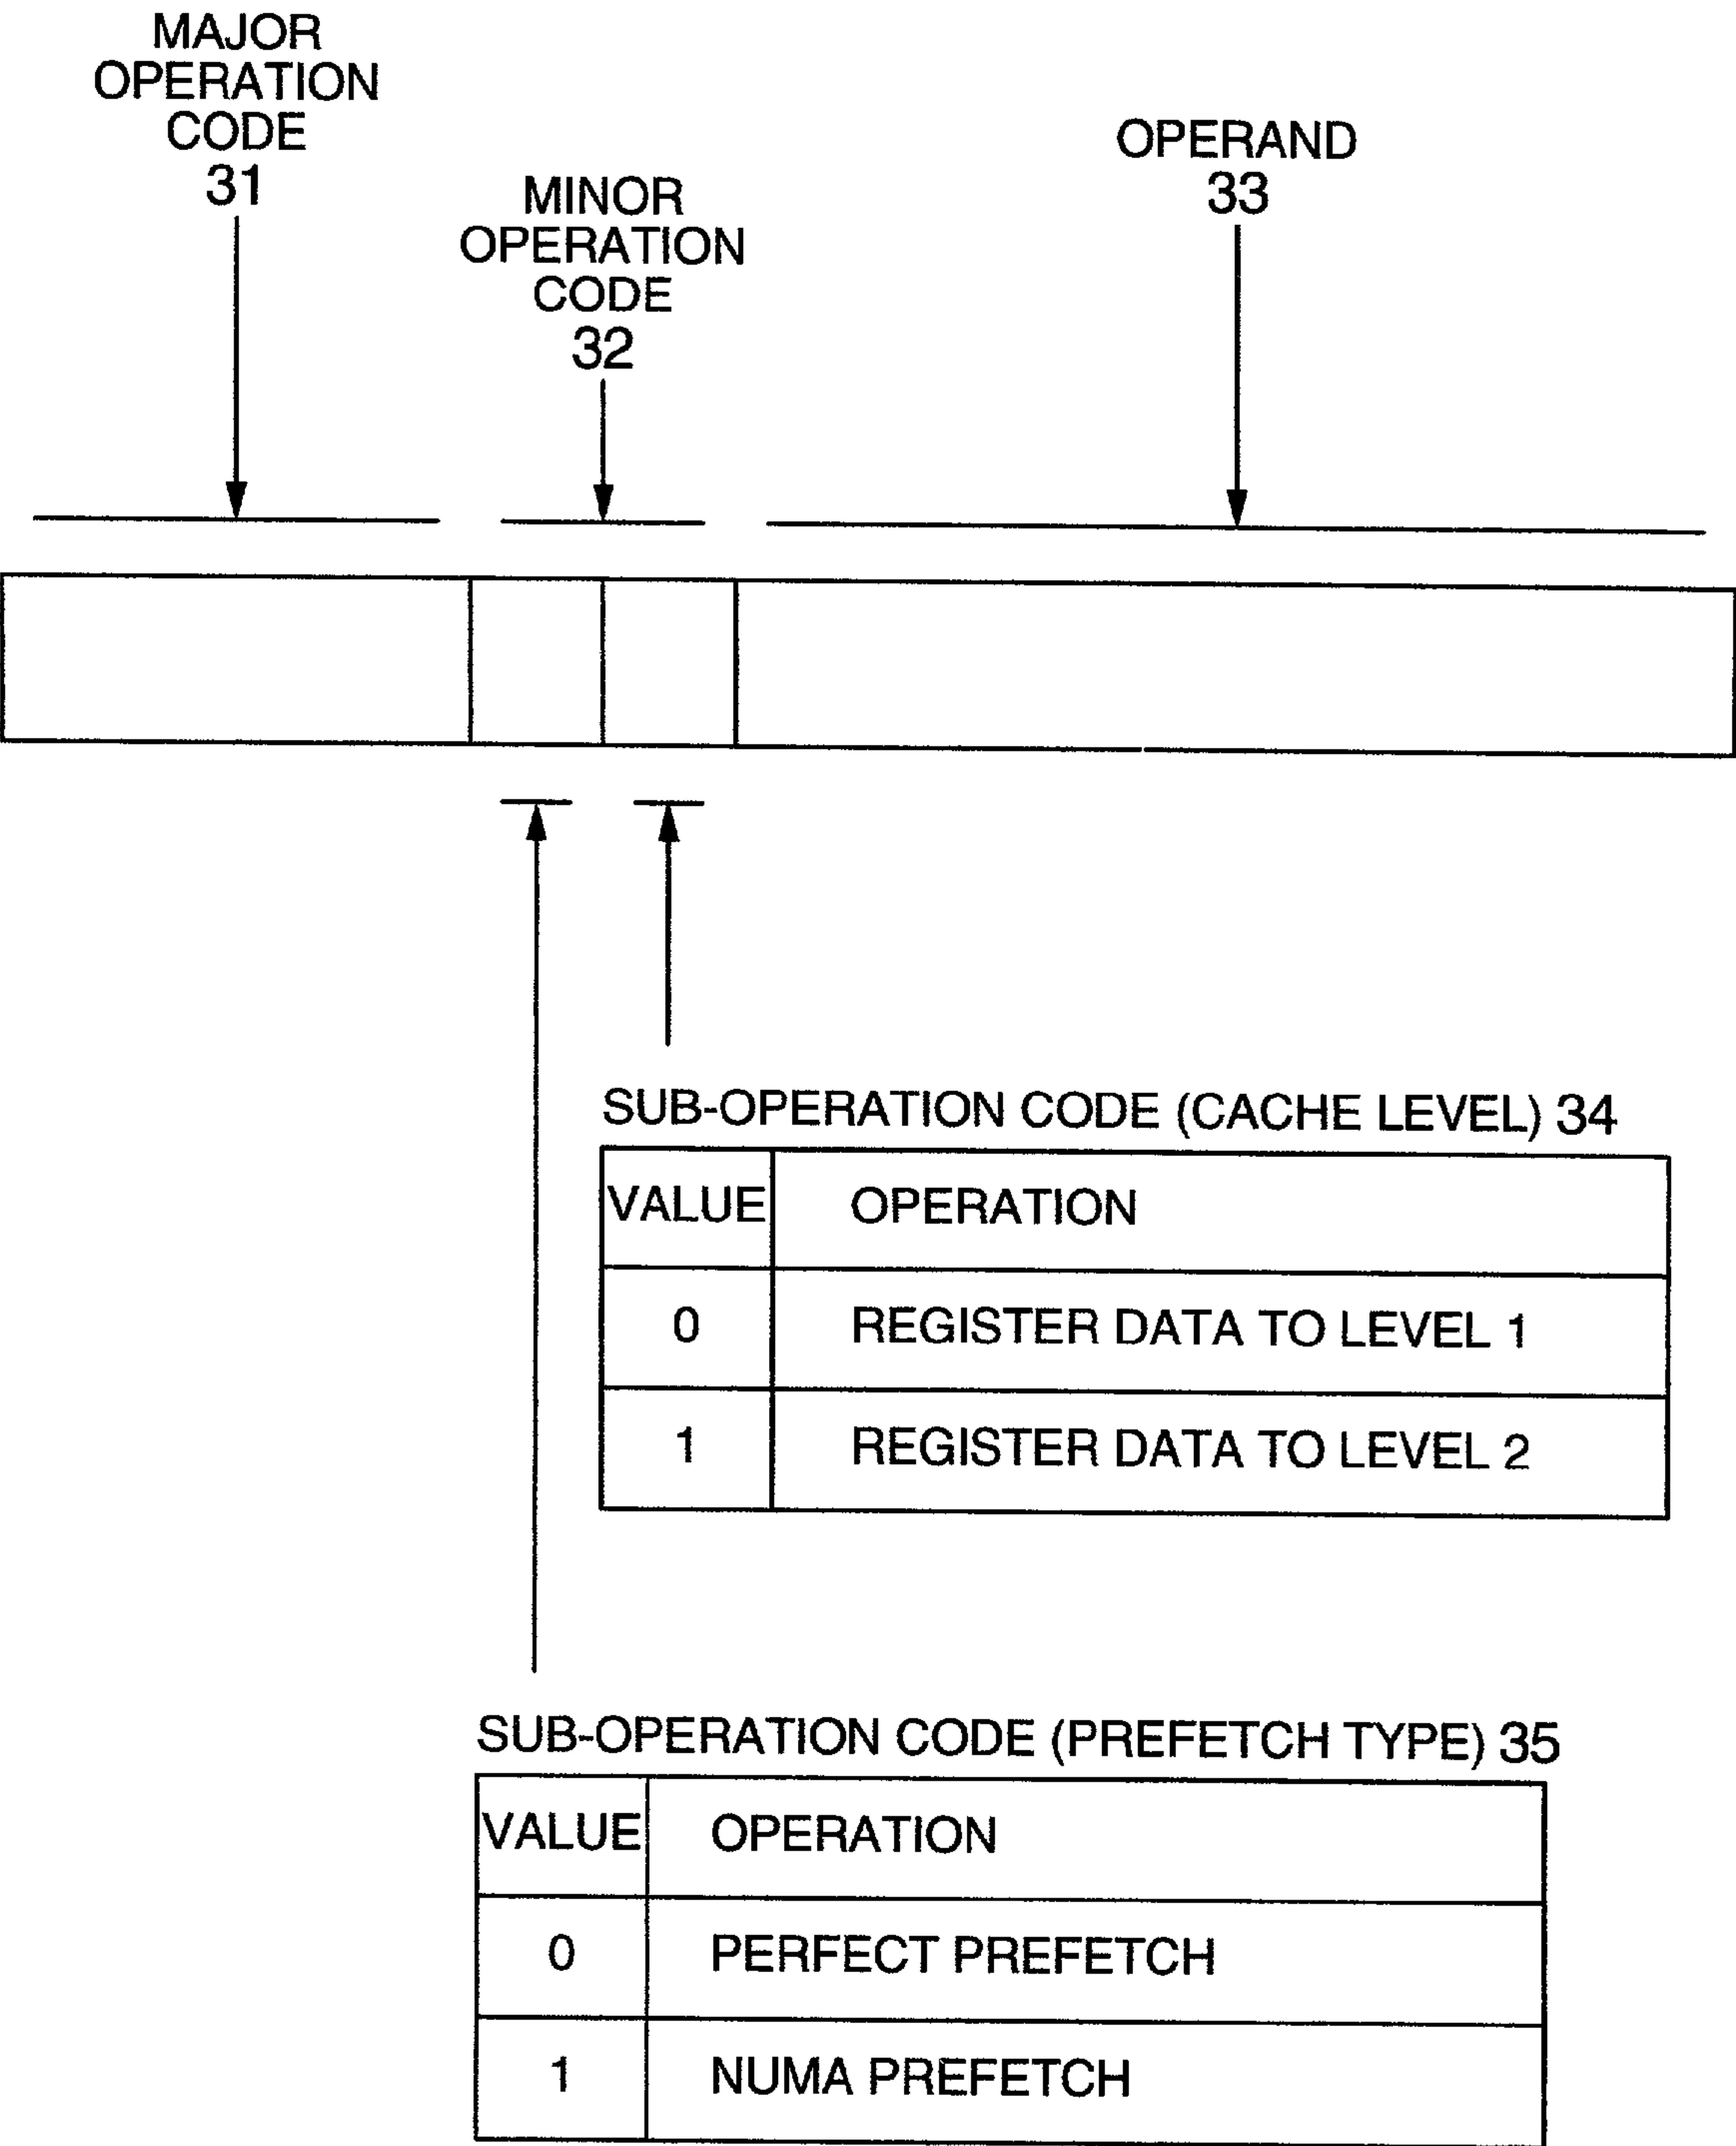 MAJOR
OPERATION
CODE
31
MINOR
OPERATION
CODE
32
OPERAND
33
SUB-OPERATION CODE (CACHE LEVEL) 34
VALUE OPERATION
0 REGISTER DATA TO LEVEL 1
1 REGISTER DATA TO LEVEL 2
SUB-OPERATION CODE (PREFETCH TYPE) 35
VALUE OPERATION
0 PERFECT PREFETCH
1 NUMA PREFETCH